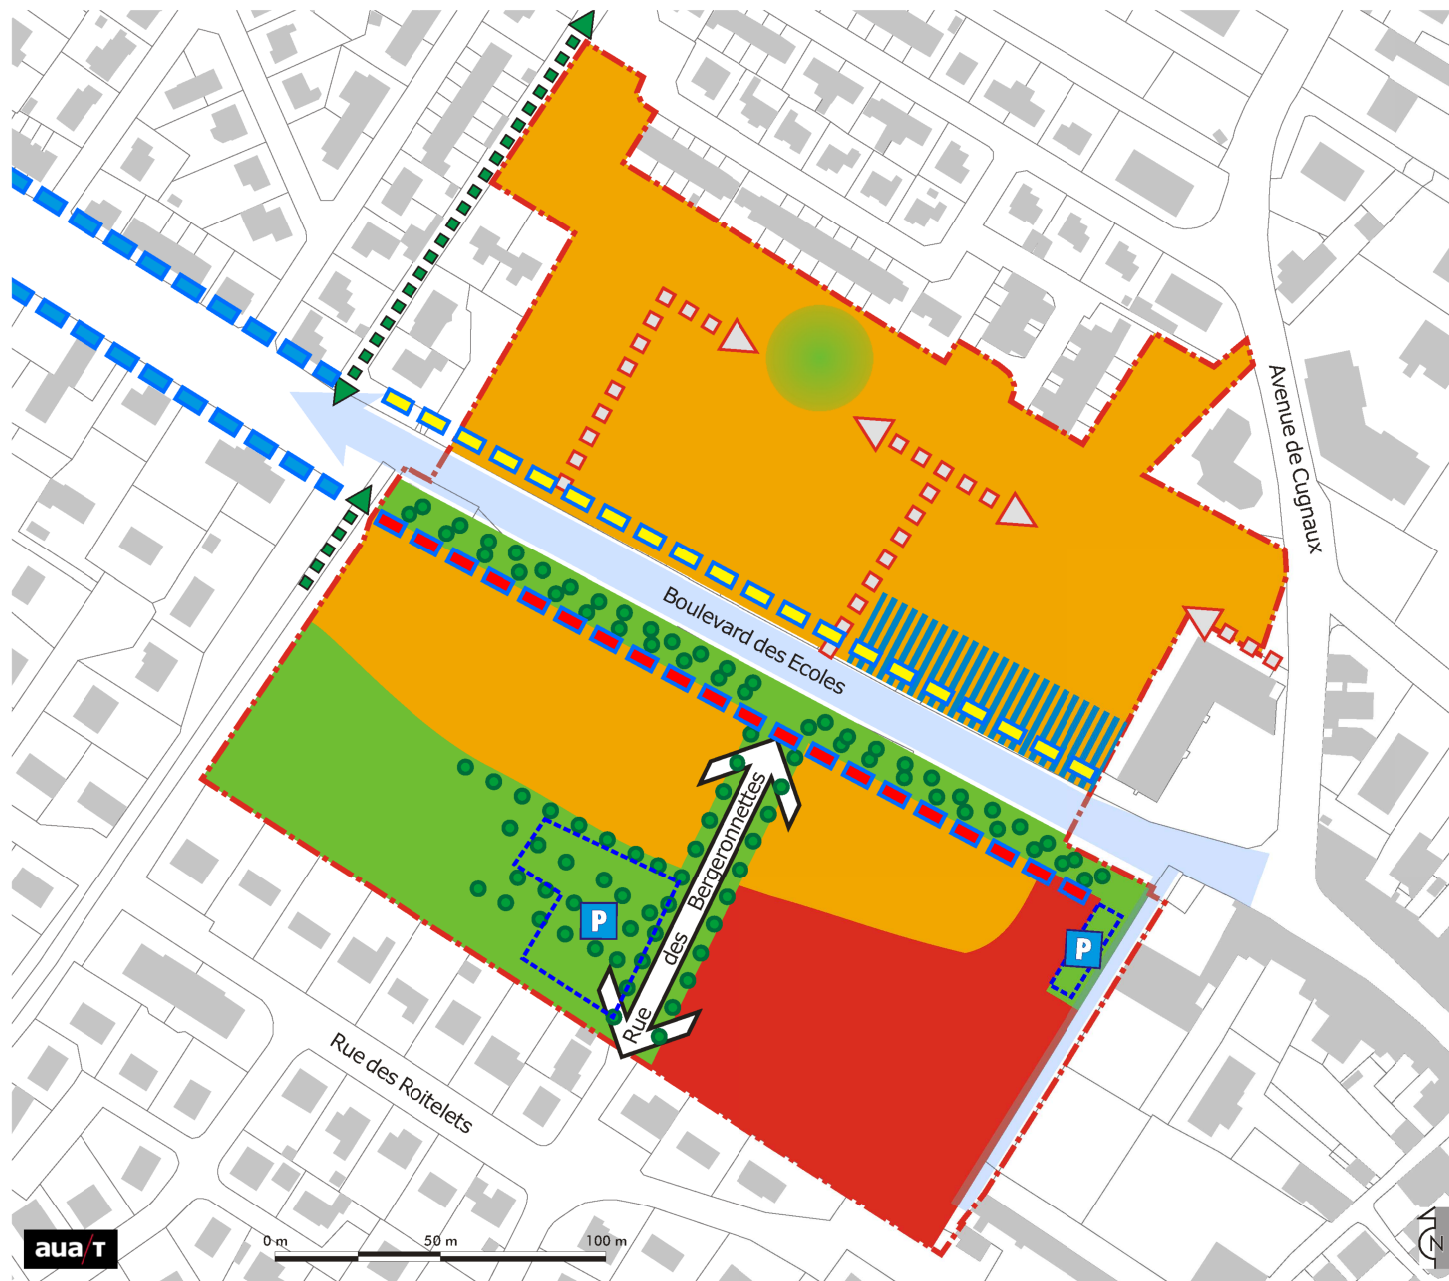 Avenue de Cugnaux
Boulevard des Ecoles
Rue des Bergeronnettes
P
P
Rue des Roitelets
aua/T
0 m 50 m 100 m
N